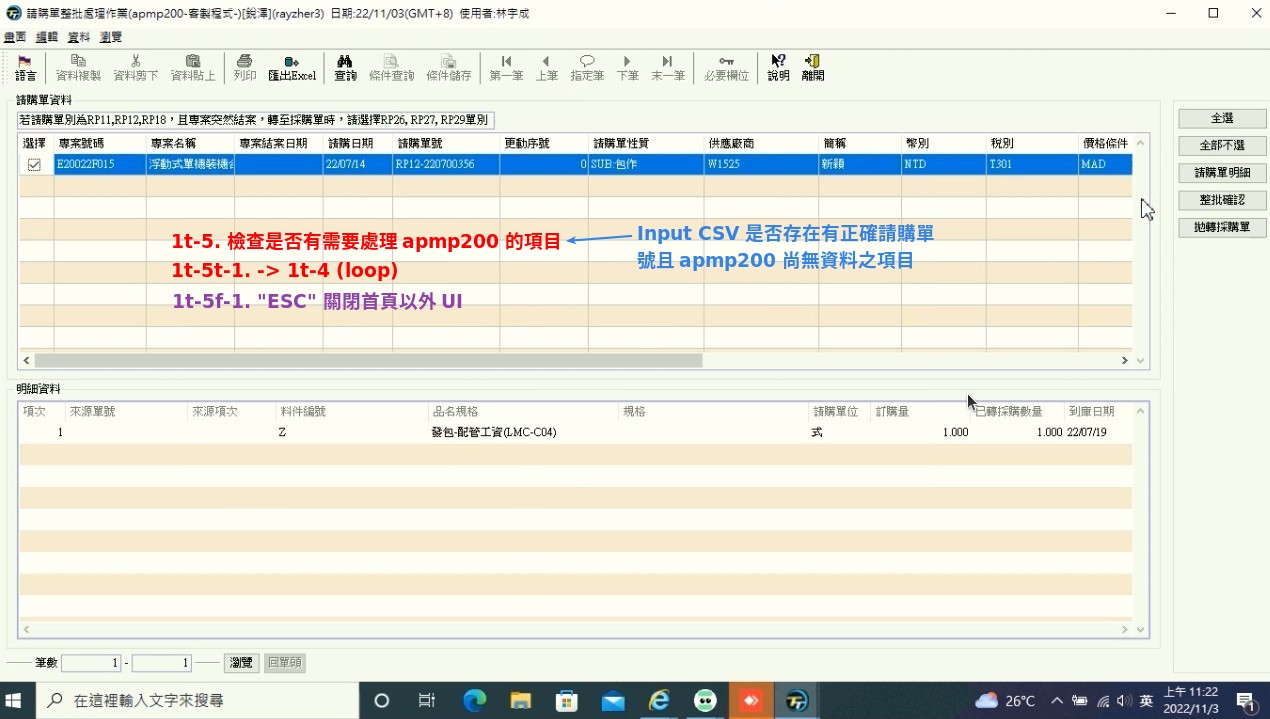 請購單整批處理作業(apmp200-客製程式-)[銳澤](rayzher3) 日期:22/11/03(GMT+8) 使用者:林宇成
畫面 編輯 資料 瀏覽
語言 資料複製 資料剪下 資料貼上 列印 匯出Excel 查詢 條件查詢 條件儲存 第一筆 上筆 指定筆 下筆 末一筆 必要欄位 說明 離開
請購單資料
若請購單別為RP11,RP12,RP18，且專案突然結案，轉至採購單時，請選擇RP26, RP27, RP29單別
選擇 專案號碼 專案名稱 專案結案日期 請購日期 請購單號 更動序號 請購單性質 供應廠商 簡稱 幣別 稅別 價格條件
E20022F015 浮動式單機裝機 22/07/14 RP12-220700356 0 SUB:包作 W1525 新穎 NTD T301 MAD
1t-5. 檢查是否有需要處理 apmp200 的項目
1t-5t-1. -> 1t-4 (loop)
1t-5f-1. "ESC" 關閉首頁以外 UI
Input CSV 是否存在有正確請購單
號且 apmp200 尚無資料之項目
全選
全部不選
請購單明細
整批確認
拋轉採購單
明細資料
項次 來源單號 來源項次 料件編號 品名規格 規格 請購單位 訂購量 已轉採購數量 到庫日期
1 Z 發包-配管工資(LMC-C04) 式 1.000 1.000 22/07/19
筆數 1 - 1 瀏覽 回單頭
在這裡輸入文字來搜尋
26°C 英 上午 11:22
2022/11/3
1